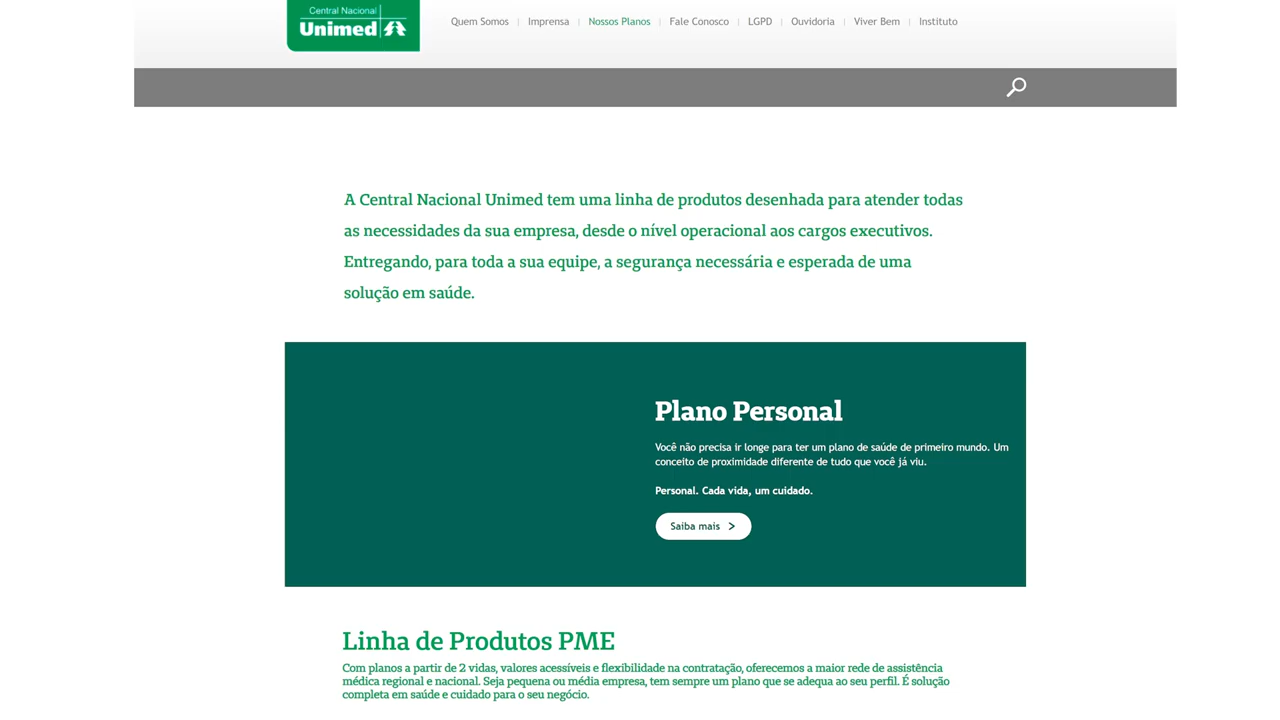 Central Nacional
Unimed
Quem Somos | Imprensa | Nossos Planos | Fale Conosco | LGPD | Ouvidoria | Viver Bem | Instituto
A Central Nacional Unimed tem uma linha de produtos desenhada para atender todas
as necessidades da sua empresa, desde o nível operacional aos cargos executivos.
Entregando, para toda a sua equipe, a segurança necessária e esperada de uma
solução em saúde.
Plano Personal
Você não precisa ir longe para ter um plano de saúde de primeiro mundo. Um
conceito de proximidade diferente de tudo que você já viu.
Personal. Cada vida, um cuidado.
Saiba mais >
Linha de Produtos PME
Com planos a partir de 2 vidas, valores acessíveis e flexibilidade na contratação, oferecemos a maior rede de assistência
médica regional e nacional. Seja pequena ou média empresa, tem sempre um plano que se adequa ao seu perfil. É solução
completa em saúde e cuidado para o seu negócio.